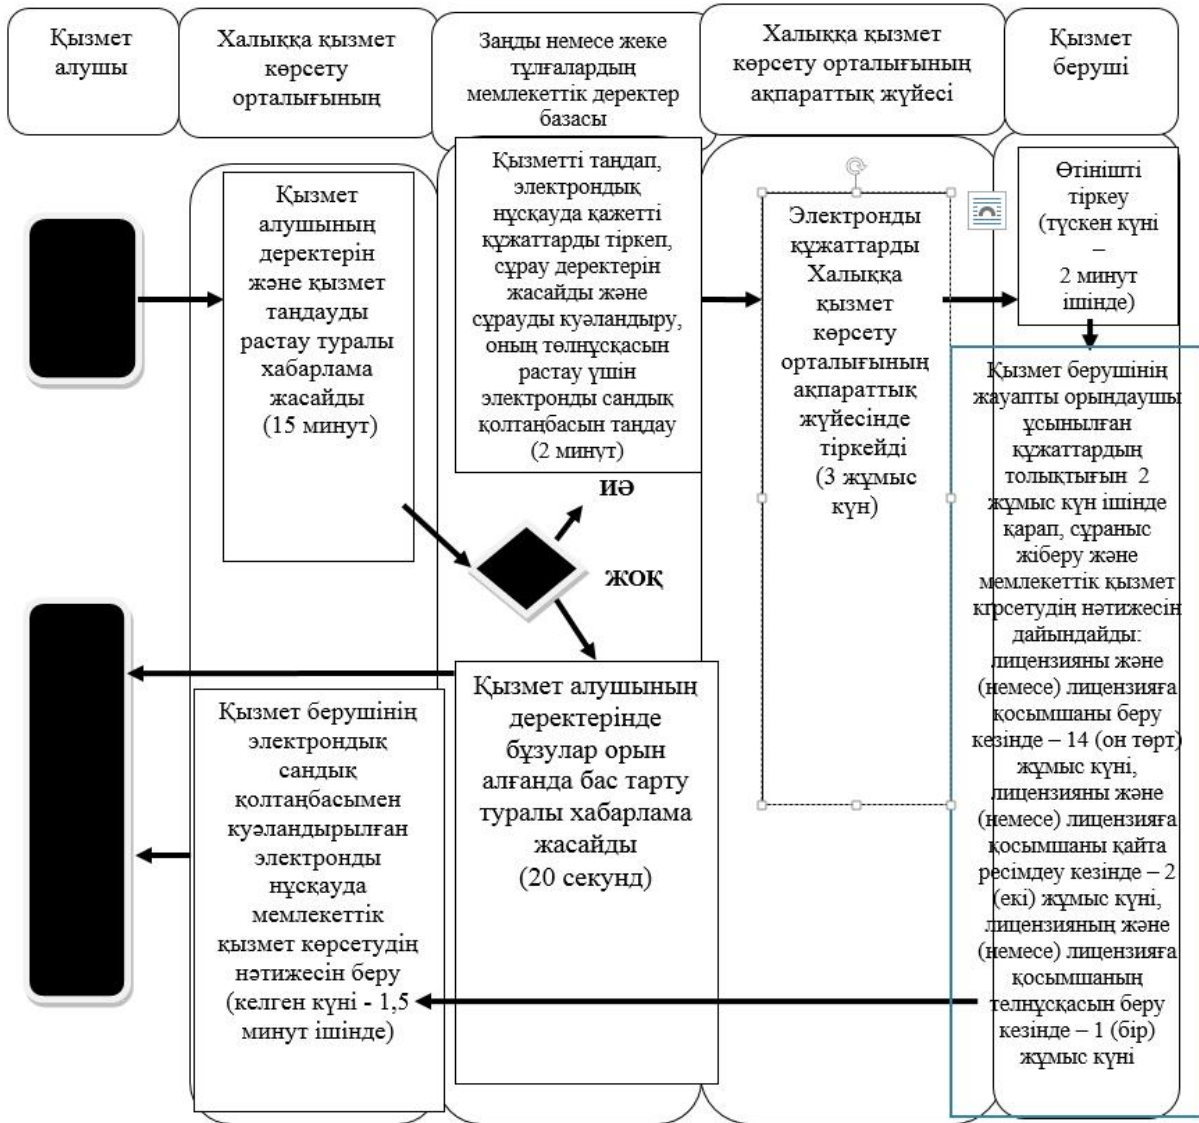 Қызмет
алушы
Халыққа қызмет
көрсету
орталығының
Заңды немесе жеке
тұлғалардың
мемлекеттік деректер
базасы
Халыққа қызмет
көрсету орталығының
ақпараттық жүйесі
Қызмет
беруші
Қызмет
алушының
деректерін
және қызмет
таңдауды
растау туралы
хабарлама
жасайды
(15 минут)
Қызметті таңдап,
электрондық
нұсқауда қажетті
құжаттарды тіркеп,
сұрау деректерін
жасайды және
сұрауды куәландыру,
оның төлнұсқасын
растау үшін
электронды сандық
қолтаңбасын таңдау
(2 минут)
Электронды
құжаттарды
Халыққа
қызмет
көрсету
орталығының
ақпараттық
жүйесінде
тіркейді
(3 жұмыс
күн)
Өтінішті
тіркеу
(түскен күні
–
2 минут
ішінде)
ИӘ
ЖОҚ
Қызмет берушінің
жауапты орындаушы
ұсынылған
құжаттардың
толықтығын 2
жұмыс күн ішінде
қарап, сұраныс
жіберу және
мемлекеттік қызмет
кгрсетудің нәтижесін
дайындайды:
лицензияны және
(немесе) лицензияға
қосымшаны беру
кезінде – 14 (он төрт)
жұмыс күні,
лицензияны және
(немесе) лицензияға
қосымшаны қайта
ресімдеу кезінде – 2
(екі) жұмыс күні,
лицензияның және
(немесе) лицензияға
қосымшаның
телнұсқасын беру
кезінде – 1 (бір)
жұмыс күні
Қызмет алушының
деректерінде
бұзулар орын
алғанда бас тарту
туралы хабарлама
жасайды
(20 секунд)
Қызмет берушінің
электрондық
сандық
қолтаңбасымен
куәландырылған
электронды
нұсқауда
мемлекеттік
қызмет көрсетудің
нәтижесін беру
(келген күні - 1,5
минут ішінде)